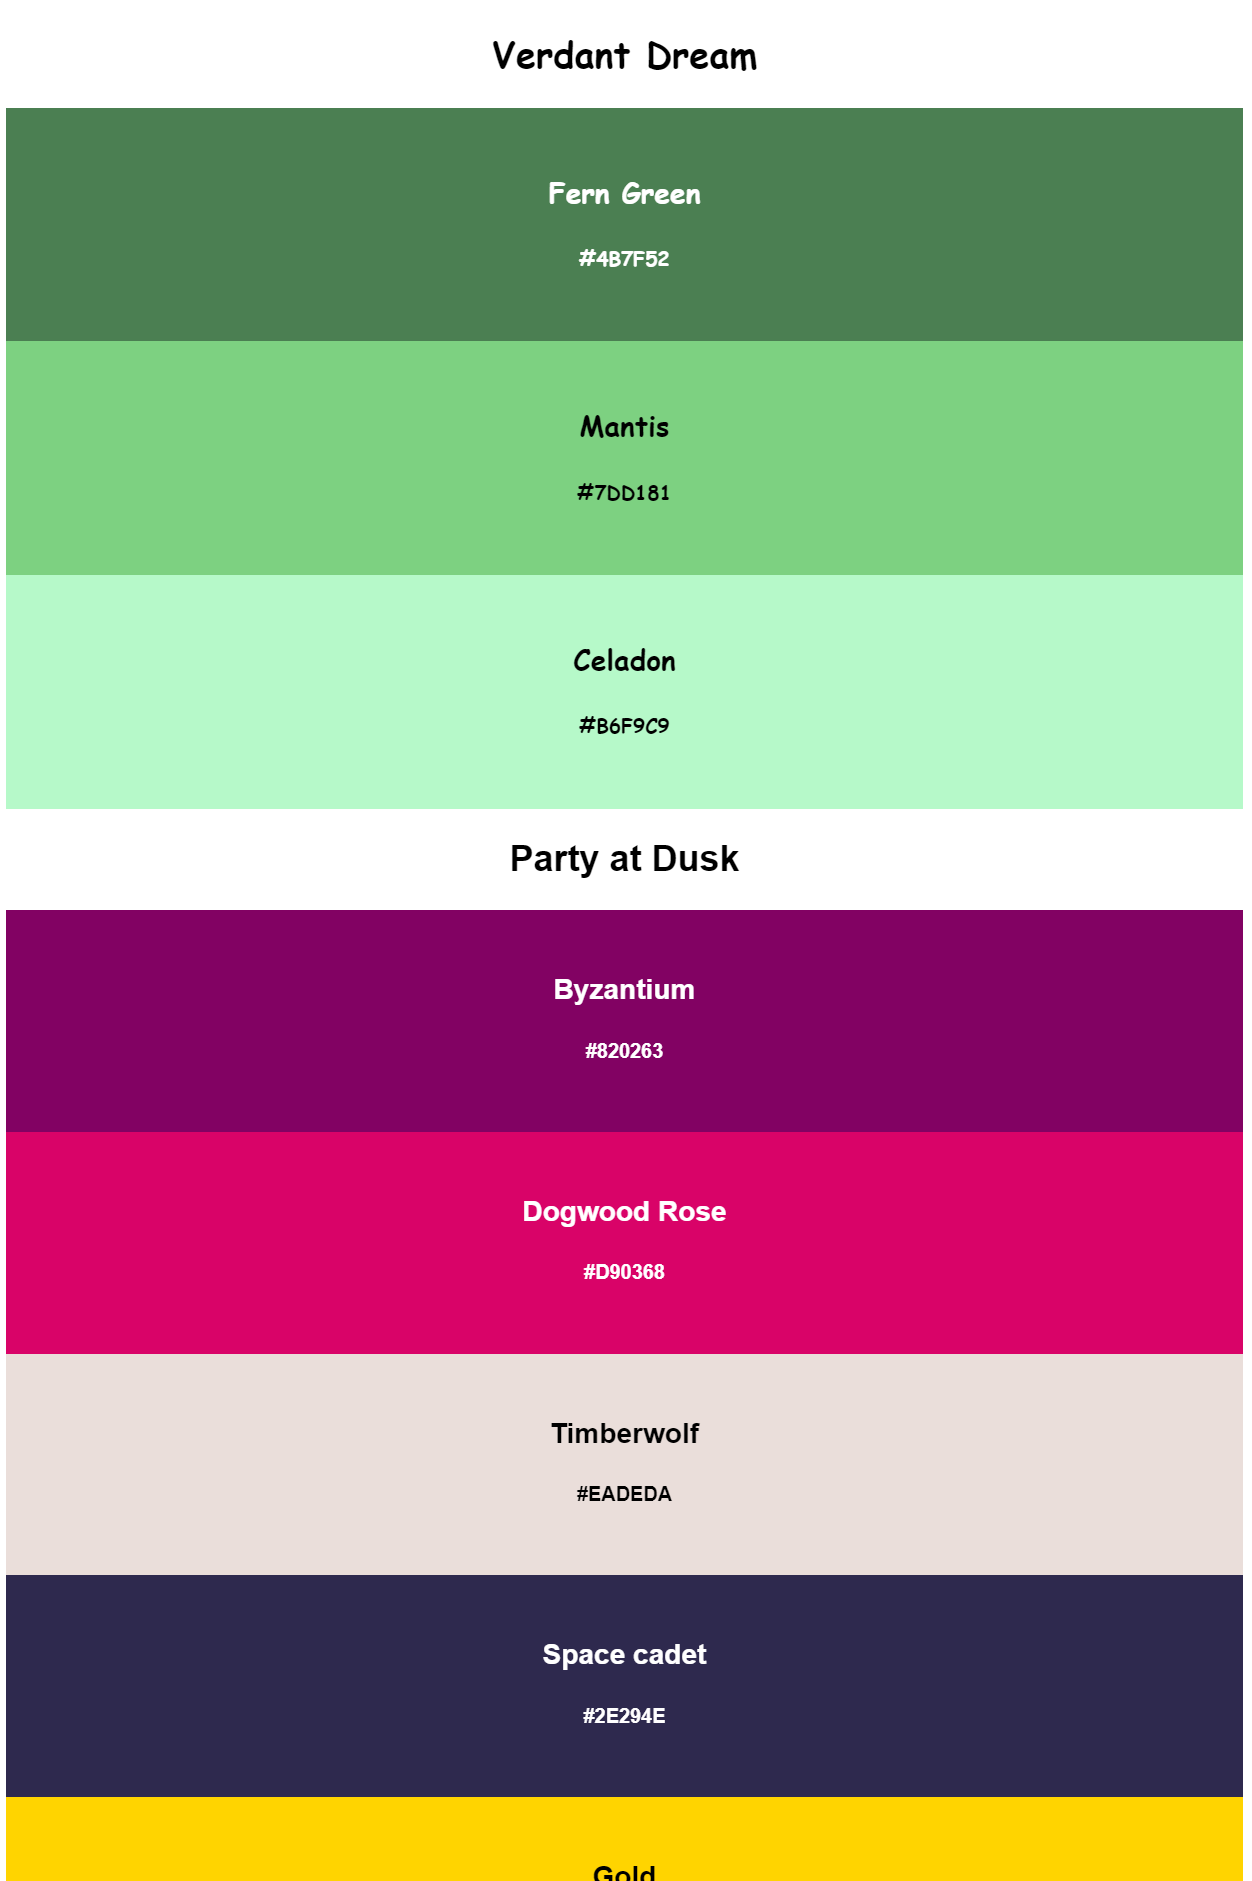 Verdant Dream
Fern Green
#4B7F52
Mantis
#7DD181
Celadon
#B6F9C9
Party at Dusk
Byzantium
#820263
Dogwood Rose
#D90368
Timberwolf
#EADEDA
Space cadet
#2E294E
Gold